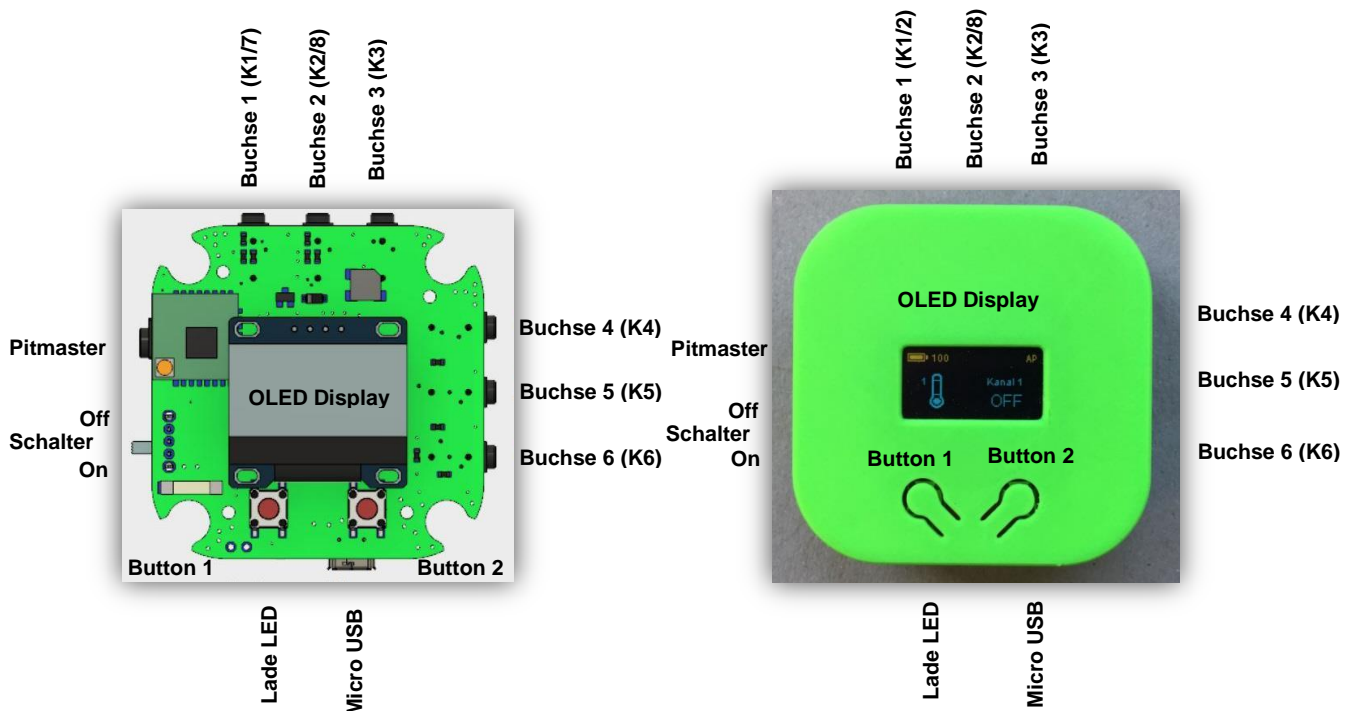 Buchse 1 (K1/7)
Buchse 2 (K2/8)
Buchse 3 (K3)
Pitmaster
Off
Schalter
On
OLED Display
Buchse 4 (K4)
Buchse 5 (K5)
Buchse 6 (K6)
Button 1
Button 2
Lade LED
Micro USB
Buchse 1 (K1/2)
Buchse 2 (K2/8)
Buchse 3 (K3)
Pitmaster
Off
Schalter
On
OLED Display
100
AP
1
Kanal 1
OFF
Button 1
Button 2
Buchse 4 (K4)
Buchse 5 (K5)
Buchse 6 (K6)
Lade LED
Micro USB